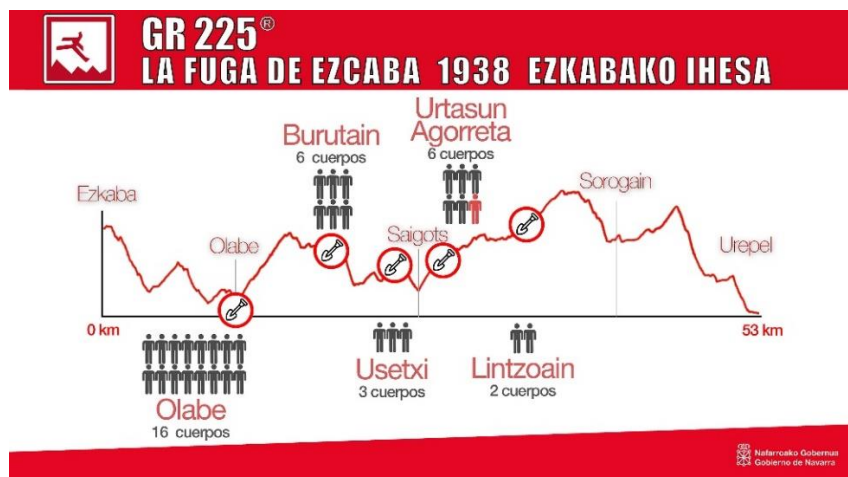 GR 225®
LA FUGA DE EZCABA 1938 EZKABAKO IHESA
Urtasun
Agorreta
6 cuerpos
Burutain
6 cuerpos
Ezkaba
Sorogain
Olabe
Saigots
Urepel
0 km
53 km
Olabe
16 cuerpos
Usetxi
3 cuerpos
Lintzoain
2 cuerpos
Nafarroako Gobernua
Gobierno de Navarra